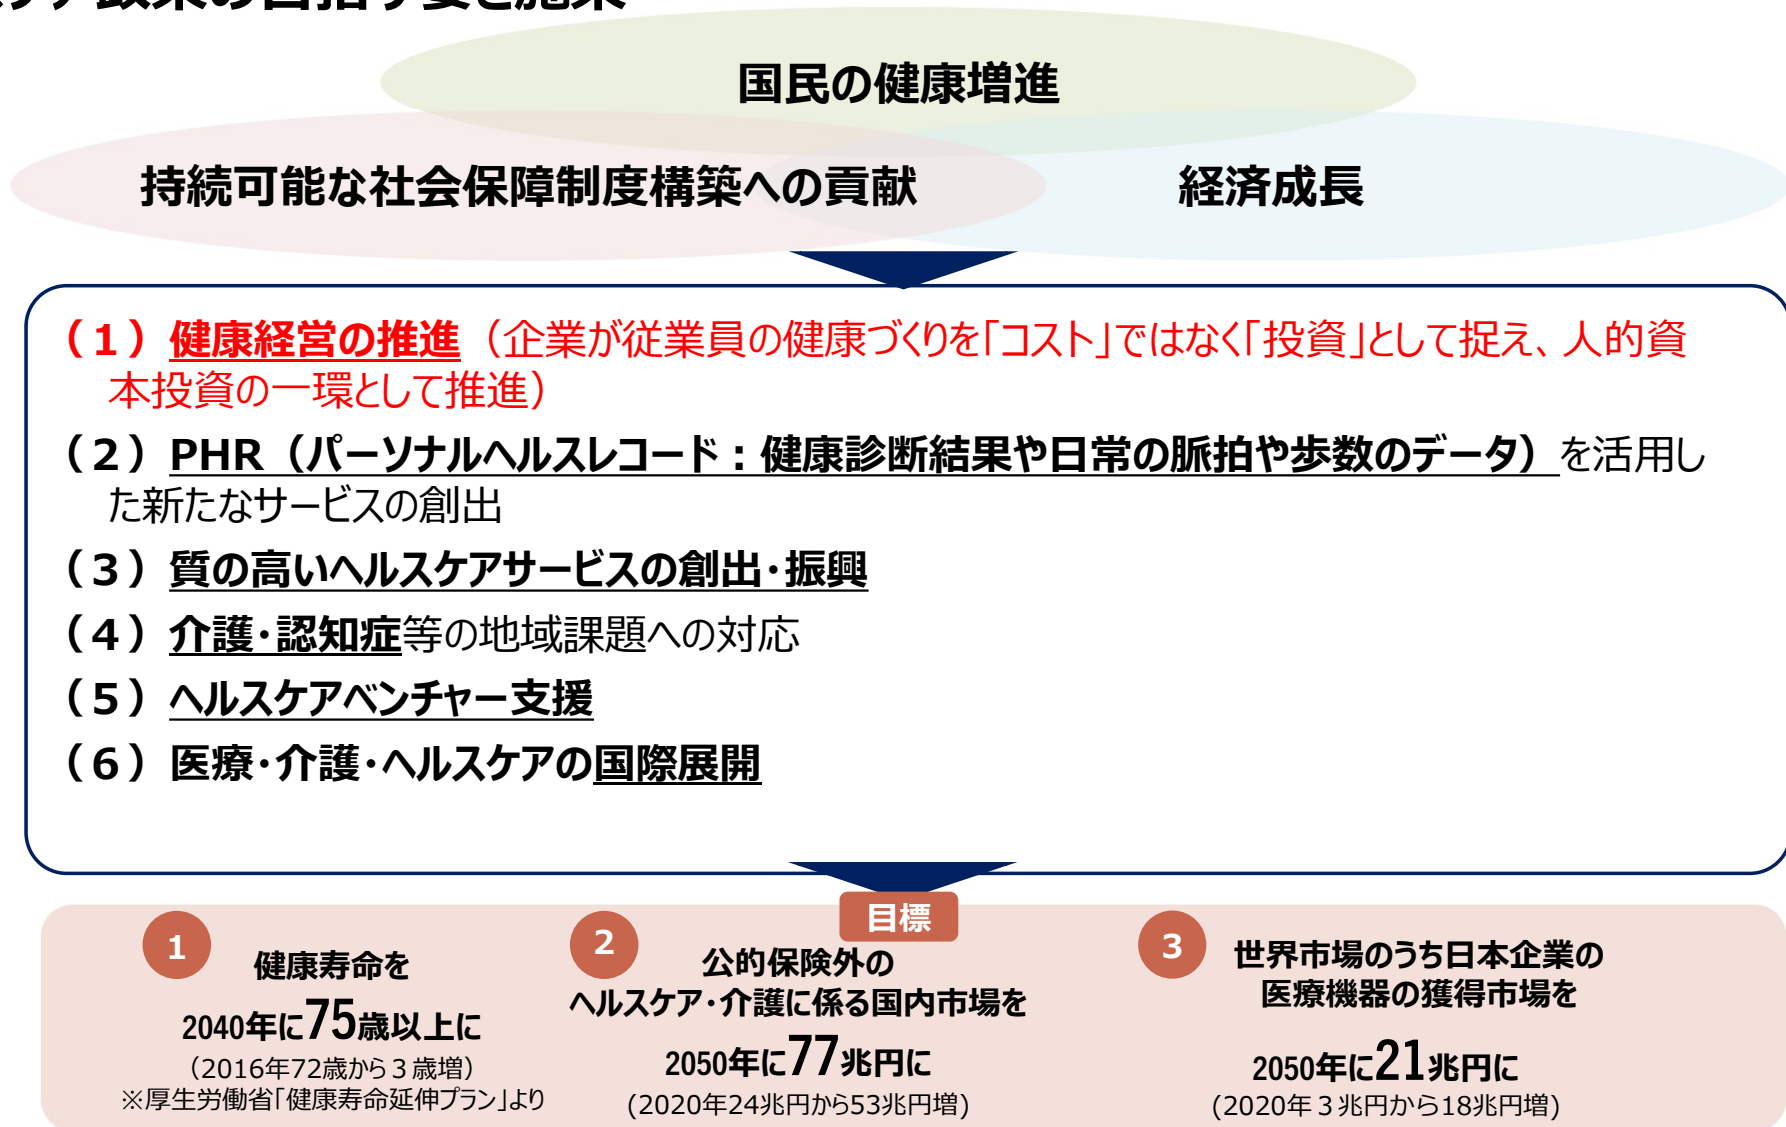 ケア政策の目指す姿と施策
国民の健康増進
持続可能な社会保障制度構築への貢献
経済成長
（１）健康経営の推進（企業が従業員の健康づくりを「コスト」ではなく「投資」として捉え、人的資
本投資の一環として推進）
（２）PHR（パーソナルヘルスレコード：健康診断結果や日常の脈拍や歩数のデータ）を活用し
た新たなサービスの創出
（３）質の高いヘルスケアサービスの創出・振興
（４）介護・認知症等の地域課題への対応
（５）ヘルスケアベンチャー支援
（６）医療・介護・ヘルスケアの国際展開
目標
1
健康寿命を
2040年に75歳以上に
（2016年72歳から３歳増）
※厚生労働省「健康寿命延伸プラン」より
2
公的保険外の
ヘルスケア・介護に係る国内市場を
2050年に77兆円に
(2020年24兆円から53兆円増)
3
世界市場のうち日本企業の
医療機器の獲得市場を
2050年に21兆円に
(2020年３兆円から18兆円増)